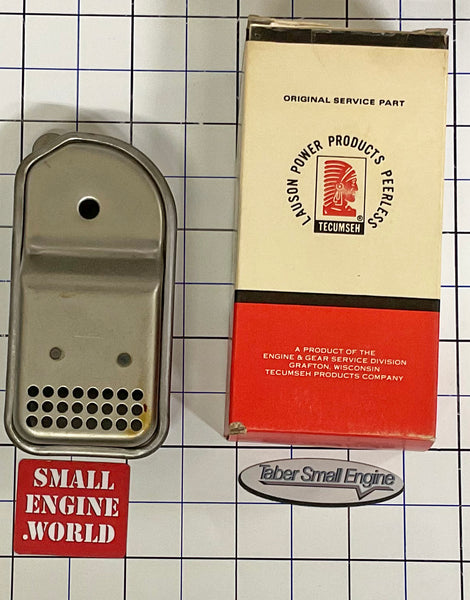 ORIGINAL SERVICE PART
LAUSON POWER PRODUCTS PEERLESS
®
TECUMSEH
A PRODUCT OF THE
ENGINE & GEAR SERVICE DIVISION
GRAFTON, WISCONSIN
TECUMSEH PRODUCTS COMPANY
SMALL
ENGINE
.WORLD
Taber Small Engine